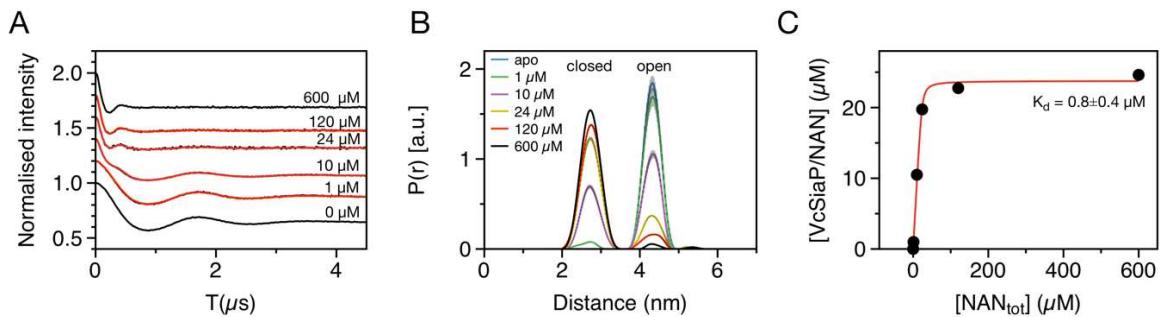 A
Normalised intensity
2.0
1.5
1.0
0.5
600 μM
120 μM
24 μM
10 μM
1 μM
0 μM
0
2
4
T(μs)
B
P(r) [a.u.]
2
1
0
apo
1 μM
10 μM
24 μM
120 μM
600 μM
closed
open
0
2
4
6
Distance (nm)
C
[VcSiaP/NAN] (μM)
20
10
0
K_d = 0.8±0.4 μM
0
200
400
600
[NAN_tot] (μM)